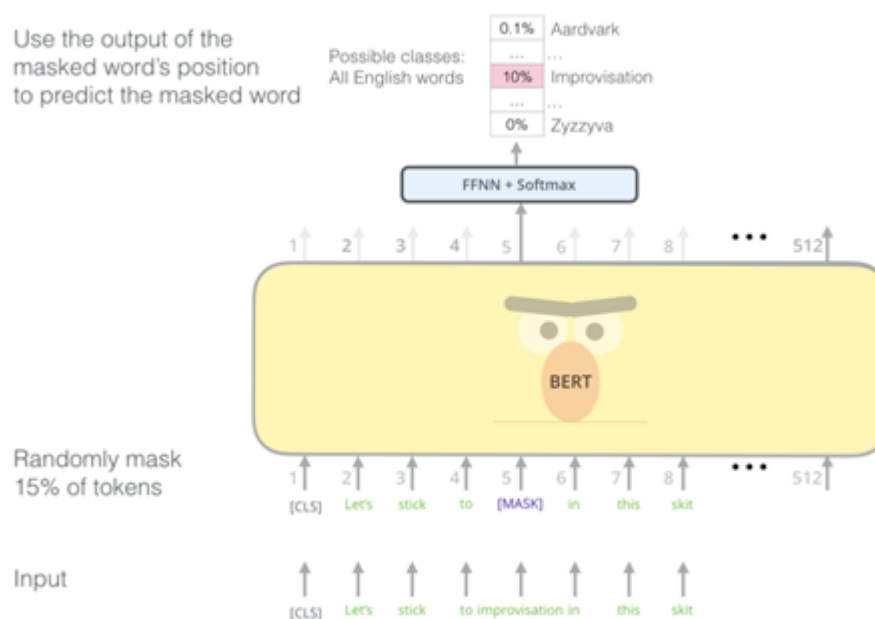 Use the output of the
masked word's position
to predict the masked word
Possible classes:
All English words
0.1% Aardvark
... ...
10% Improvisation
... ...
0% Zyzzyva
FFNN + Softmax
1 2 3 4 5 6 7 8 ••• 512
BERT
Randomly mask
15% of tokens
1 2 3 4 5 6 7 8 ••• 512
[CLS] Let's stick to [MASK] in this skit
Input
[CLS] Let's stick to improvisation in this skit